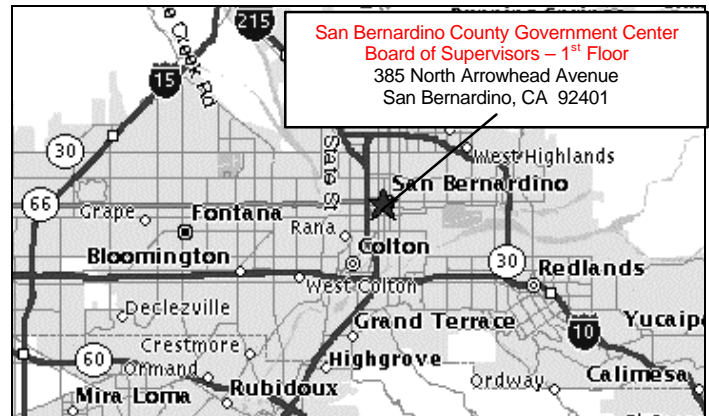 San Bernardino County Government Center
Board of Supervisors – 1st Floor
385 North Arrowhead Avenue
San Bernardino, CA 92401
215
Creek Rd
15
30
State St
West Highlands
San Bernardino
66
Grape
Fontana
Rana
Colton
Bloomington
30
Redlands
West Colton
Declezville
Grand Terrace
10
Yucaip
Crestmore
60
Highgrove
Ormand
Ordway
Calimesa
Mira Loma
Rubidoux